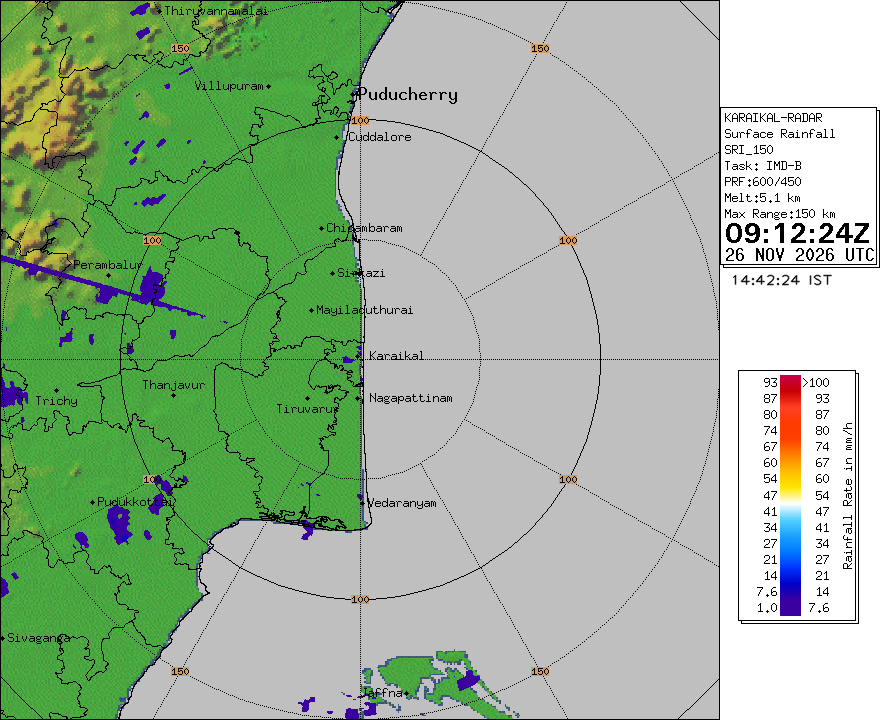 Thiruvannamalai
150
150
Villupuram
Puducherry
100
Cuddalore
KARAIKAL-RADAR
Surface Rainfall
SRI_150
Task: IMD-B
PRF:600/450
Melt:5.1 km
Max Range:150 km
09:12:24Z
26 NOV 2026 UTC
14:42:24 IST
Chidambaram
100
100
Perambalur
Sirkazi
Mayiladuthurai
Karaikal
Thanjavur
Trichy
Nagapattinam
Tiruvarur
93 >100
87 93
80 87
74 80
67 74
60 67
54 60
47 54
41 47
34 41
27 34
21 27
14 21
7.6 14
1.0 7.6
Rainfall Rate in mm/h
100
100
Pudukkottai
Vedaranyam
100
Sivaganga
150
150
Jaffna